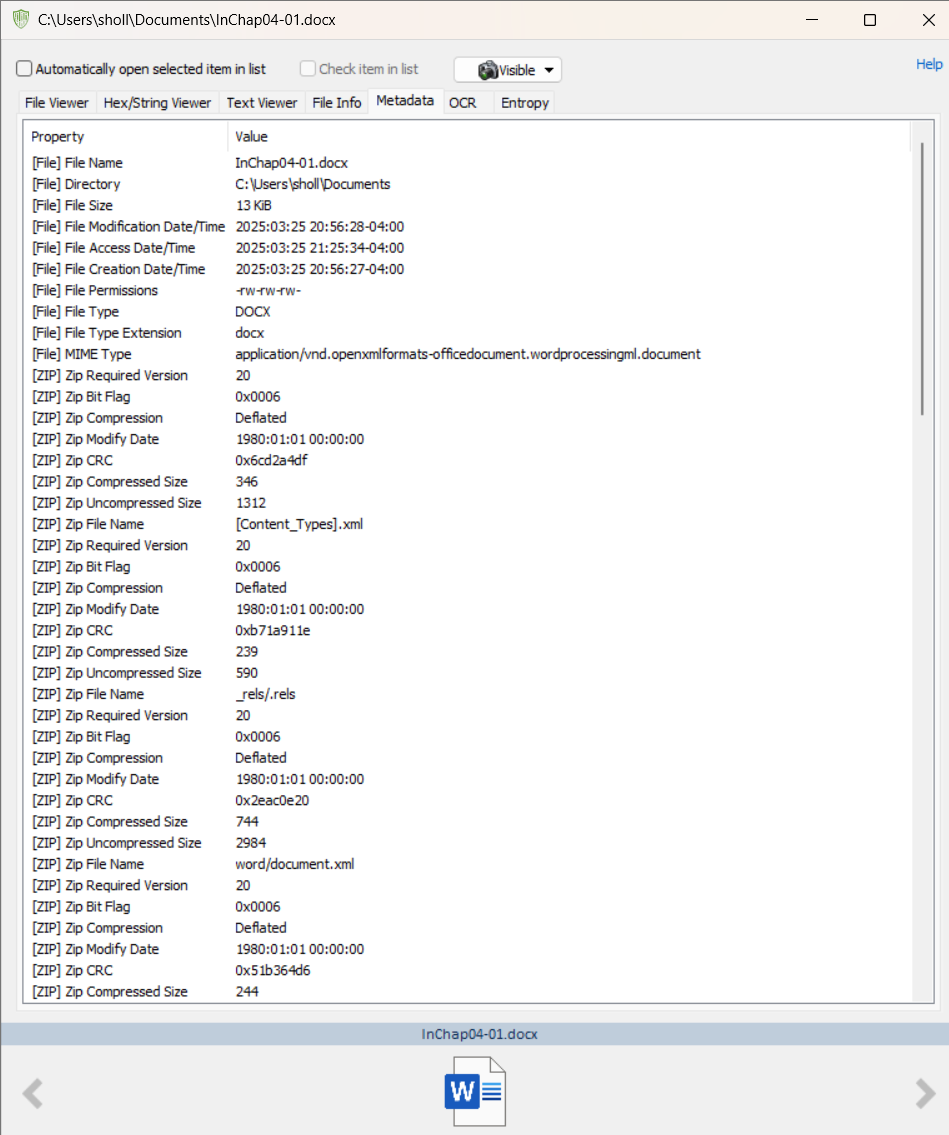 C:\Users\sholl\Documents\InChap04-01.docx
Automatically open selected item in list Check item in list Visible Help
File Viewer Hex/String Viewer Text Viewer File Info Metadata OCR Entropy
Property Value
[File] File Name InChap04-01.docx
[File] Directory C:\Users\sholl\Documents
[File] File Size 13 KiB
[File] File Modification Date/Time 2025:03:25 20:56:28-04:00
[File] File Access Date/Time 2025:03:25 21:25:34-04:00
[File] File Creation Date/Time 2025:03:25 20:56:27-04:00
[File] File Permissions -rw-rw-rw-
[File] File Type DOCX
[File] File Type Extension docx
[File] MIME Type application/vnd.openxmlformats-officedocument.wordprocessingml.document
[ZIP] Zip Required Version 20
[ZIP] Zip Bit Flag 0x0006
[ZIP] Zip Compression Deflated
[ZIP] Zip Modify Date 1980:01:01 00:00:00
[ZIP] Zip CRC 0x6cd2a4df
[ZIP] Zip Compressed Size 346
[ZIP] Zip Uncompressed Size 1312
[ZIP] Zip File Name [Content_Types].xml
[ZIP] Zip Required Version 20
[ZIP] Zip Bit Flag 0x0006
[ZIP] Zip Compression Deflated
[ZIP] Zip Modify Date 1980:01:01 00:00:00
[ZIP] Zip CRC 0xb71a911e
[ZIP] Zip Compressed Size 239
[ZIP] Zip Uncompressed Size 590
[ZIP] Zip File Name _rels/.rels
[ZIP] Zip Required Version 20
[ZIP] Zip Bit Flag 0x0006
[ZIP] Zip Compression Deflated
[ZIP] Zip Modify Date 1980:01:01 00:00:00
[ZIP] Zip CRC 0x2eac0e20
[ZIP] Zip Compressed Size 744
[ZIP] Zip Uncompressed Size 2984
[ZIP] Zip File Name word/document.xml
[ZIP] Zip Required Version 20
[ZIP] Zip Bit Flag 0x0006
[ZIP] Zip Compression Deflated
[ZIP] Zip Modify Date 1980:01:01 00:00:00
[ZIP] Zip CRC 0x51b364d6
[ZIP] Zip Compressed Size 244
InChap04-01.docx
W